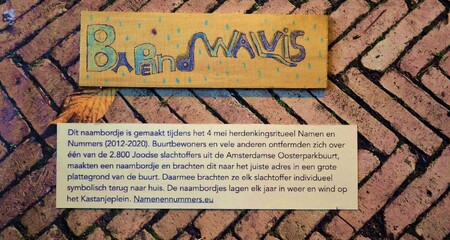 Barend Walvis
Dit naambordje is gemaakt tijdens het 4 mei herdenkingsritueel Namen en
Nummers (2012-2020). Buurtbewoners en vele anderen ontfermden zich over
één van de 2.800 Joodse slachtoffers uit de Amsterdamse Oosterparkbuurt,
maakten een naambordje en brachten dit naar het juiste adres in een grote
plattegrond van de buurt. Daarmee brachten ze elk slachtoffer individueel
symbolisch terug naar huis. De naambordjes lagen elk jaar in weer en wind op
het Kastanjeplein. Namenennummers.eu